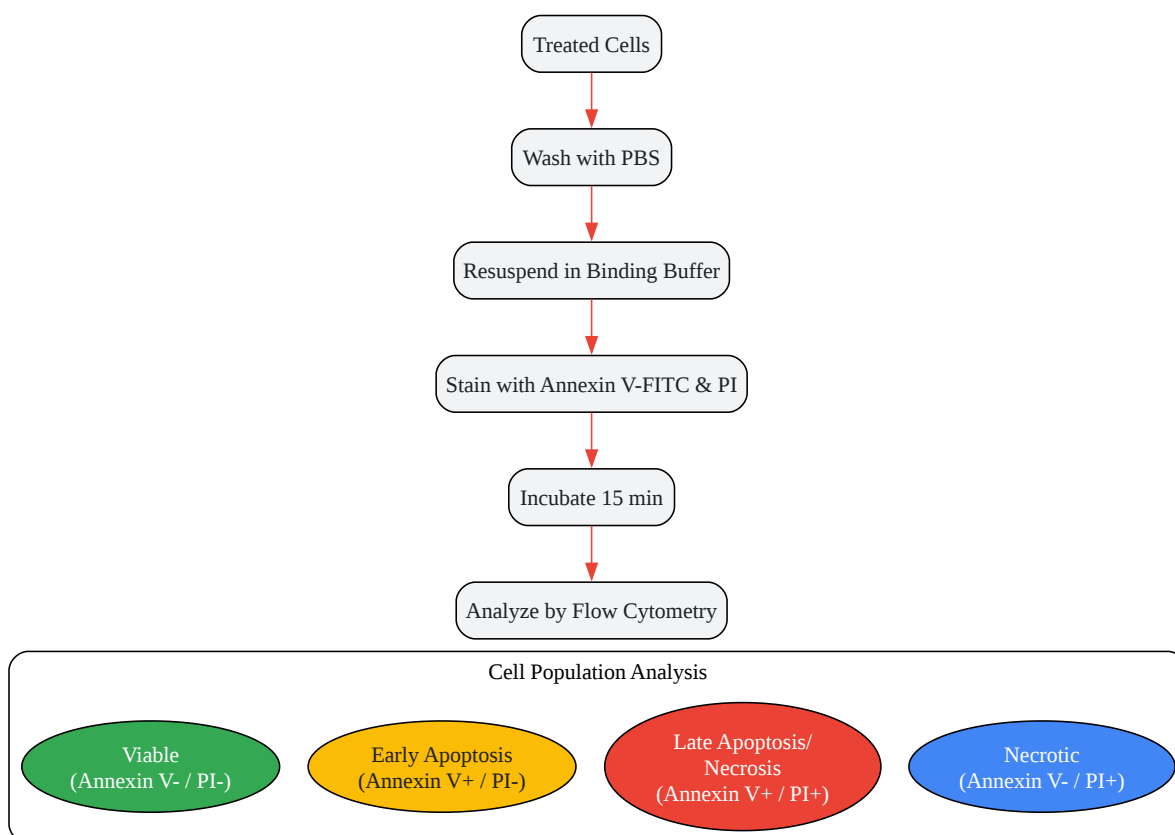 Treated Cells
Wash with PBS
Resuspend in Binding Buffer
Stain with Annexin V-FITC & PI
Incubate 15 min
Analyze by Flow Cytometry
Cell Population Analysis
Viable
(Annexin V- / PI-)
Early Apoptosis
(Annexin V+ / PI-)
Late Apoptosis/
Necrosis
(Annexin V+ / PI+)
Necrotic
(Annexin V- / PI+)